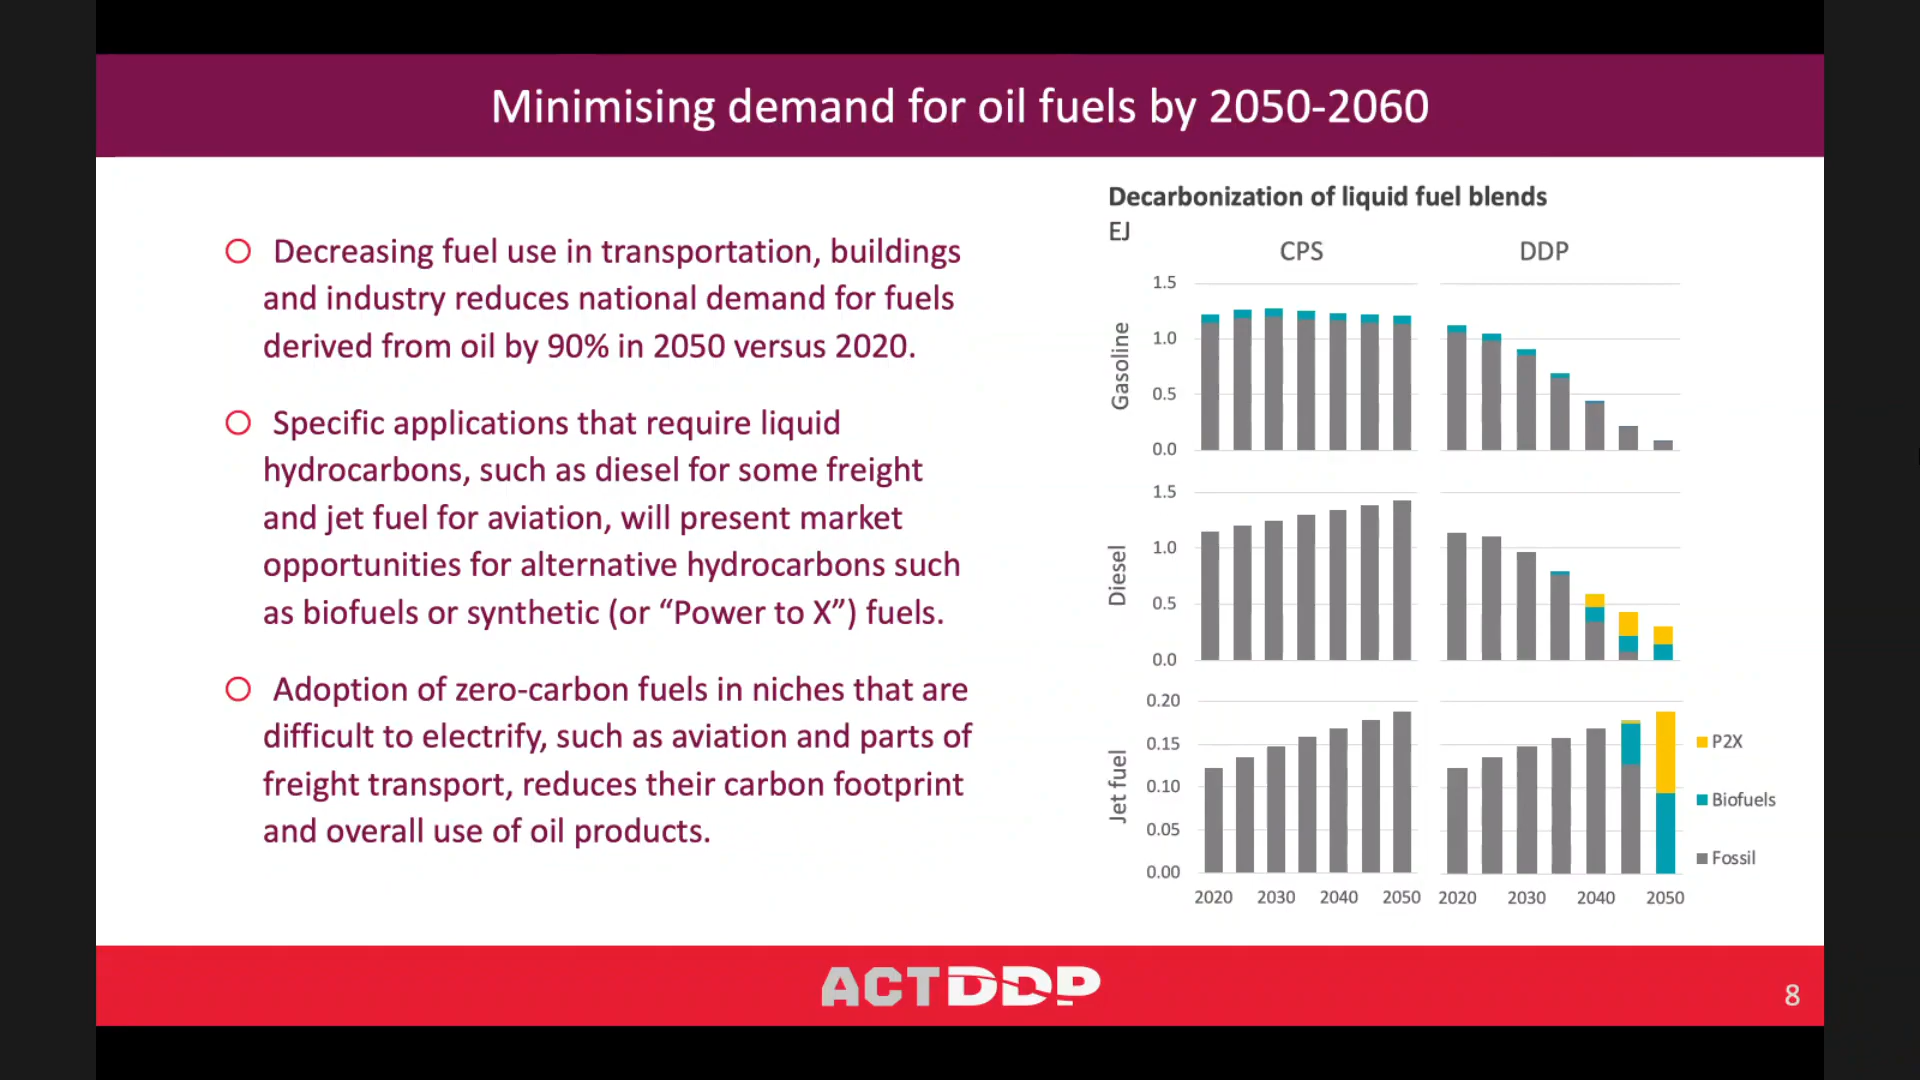 Minimising demand for oil fuels by 2050-2060
Decreasing fuel use in transportation, buildings
and industry reduces national demand for fuels
derived from oil by 90% in 2050 versus 2020.
Specific applications that require liquid
hydrocarbons, such as diesel for some freight
and jet fuel for aviation, will present market
opportunities for alternative hydrocarbons such
as biofuels or synthetic (or “Power to X”) fuels.
Adoption of zero-carbon fuels in niches that are
difficult to electrify, such as aviation and parts of
freight transport, reduces their carbon footprint
and overall use of oil products.
Decarbonization of liquid fuel blends
EJ
CPS DDP
Gasoline
1.5
1.0
0.5
0.0
Diesel
1.5
1.0
0.5
0.0
Jet fuel
0.20
0.15
0.10
0.05
0.00
2020 2030 2040 2050 2020 2030 2040 2050
P2X
Biofuels
Fossil
ACTDDP
8